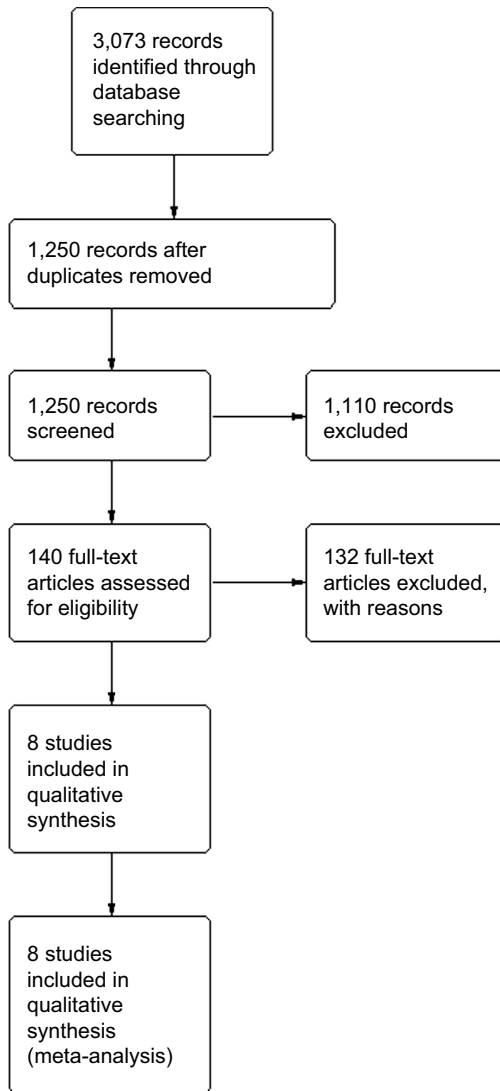 3,073 records
identified through
database
searching
1,250 records after
duplicates removed
1,250 records
screened
1,110 records
excluded
140 full-text
articles assessed
for eligibility
132 full-text
articles excluded,
with reasons
8 studies
included in
qualitative
synthesis
8 studies
included in
qualitative
synthesis
(meta-analysis)